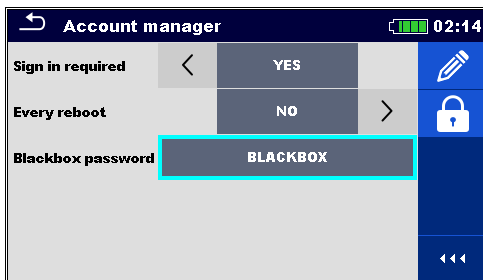 Account manager 02:14
Sign in required YES
Every reboot NO
Blackbox password BLACKBOX